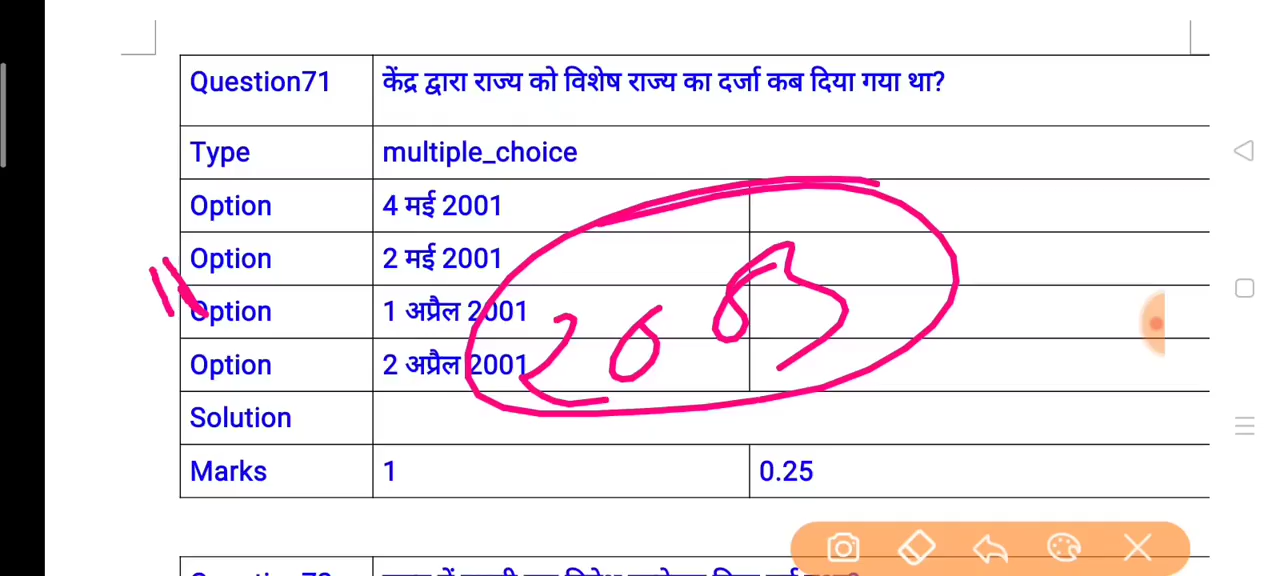 Question71 केंद्र द्वारा राज्य को विशेष राज्य का दर्जा कब दिया गया था?
Type multiple_choice
Option 4 मई 2001
Option 2 मई 2001
Option 1 अप्रैल 2001
Option 2 अप्रैल 2001
Solution
Marks 1 0.25